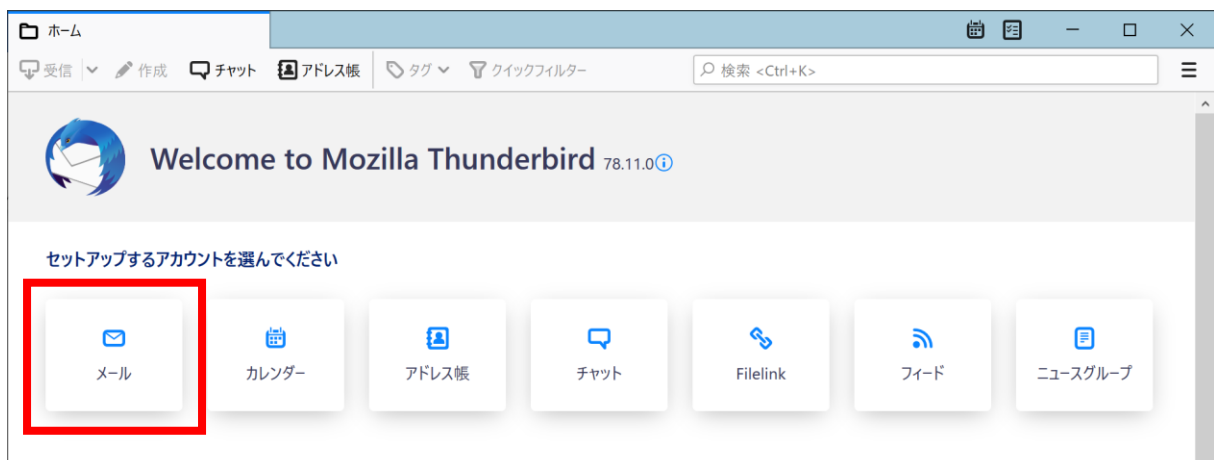 ホーム
受信 作成 チャット アドレス帳 タグ クイックフィルター 検索 <Ctrl+K>
Welcome to Mozilla Thunderbird 78.11.0
セットアップするアカウントを選んでください
メール カレンダー アドレス帳 チャット Filelink フィード ニュースグループ